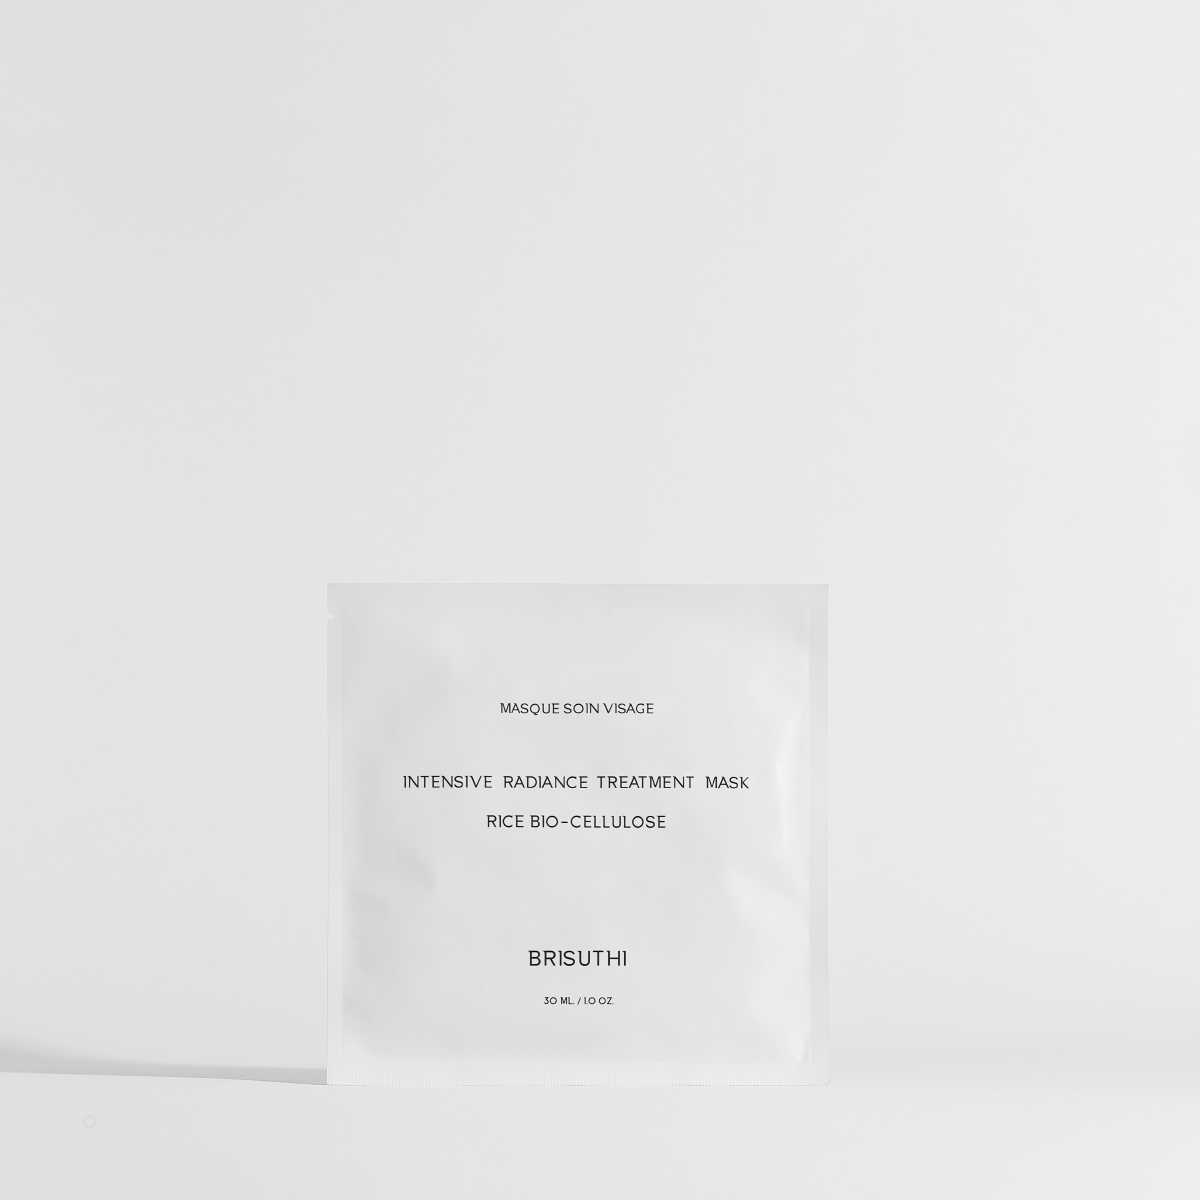 MASQUE SOIN VISAGE
INTENSIVE RADIANCE TREATMENT MASK
RICE BIO-CELLULOSE
BRISUTHI
30 ML. / 1.0 OZ.